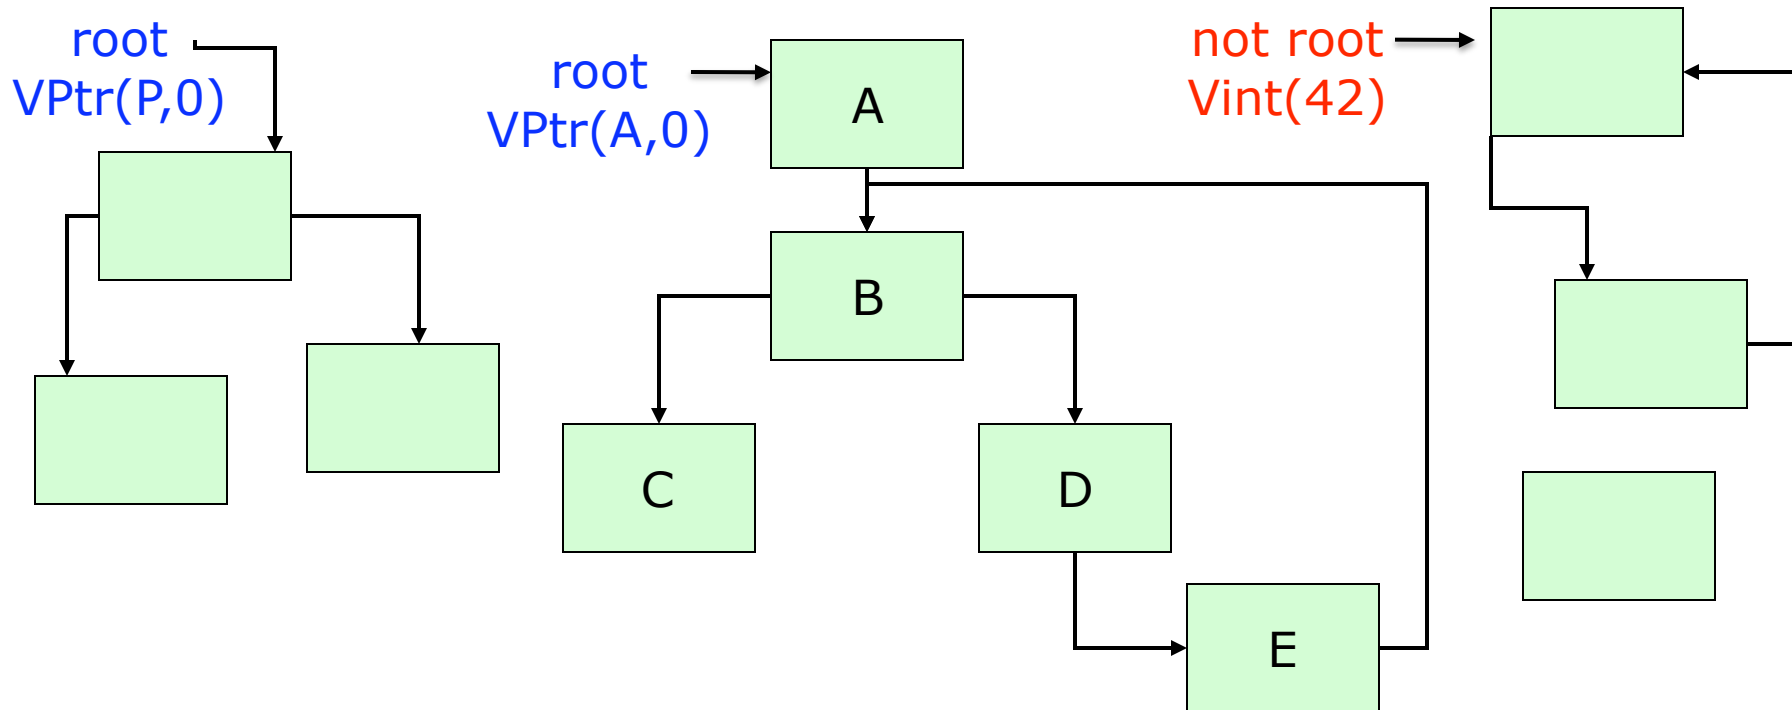 root
VPtr(P,0)
root
VPtr(A,0)
not root
Vint(42)
A
B
C
D
E